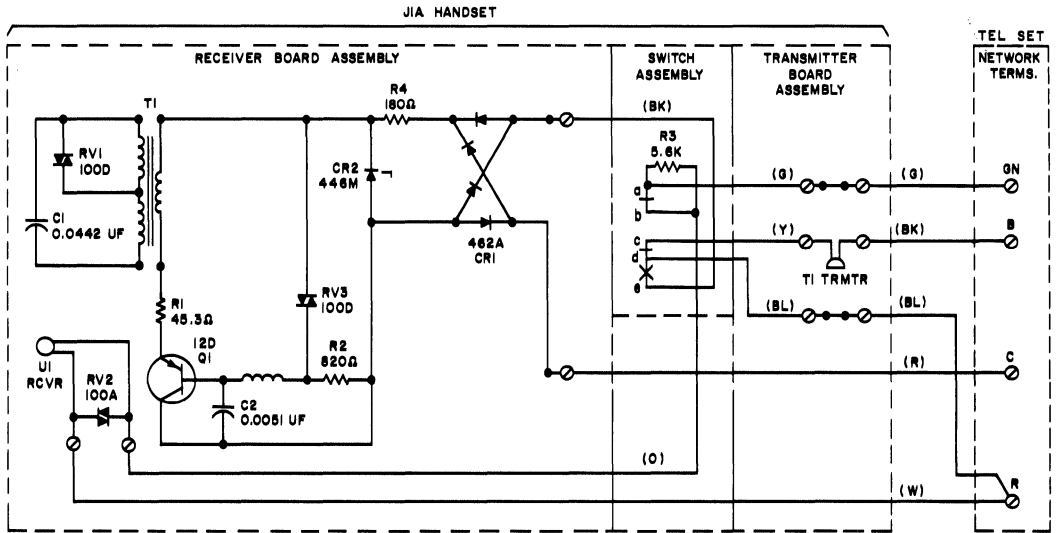 JIA HANDSET
TEL SET
RECEIVER BOARD ASSEMBLY
SWITCH
ASSEMBLY
TRANSMITTER
BOARD
ASSEMBLY
NETWORK
TERMS.
T1
R4
180Ω
(BK)
R3
5.6K
RV1
100D
CR2
446M
a
b
(G)
(G)
GN
C1
0.0442 UF
462A
CR1
c
d
e
(Y)
(BK)
B
T1 TRMTR
R1
45.3Ω
RV3
100D
(BL)
(BL)
12D
Q1
U1
RCVR
RV2
100A
R2
820Ω
(R)
C
C2
0.0051 UF
(O)
(W)
R